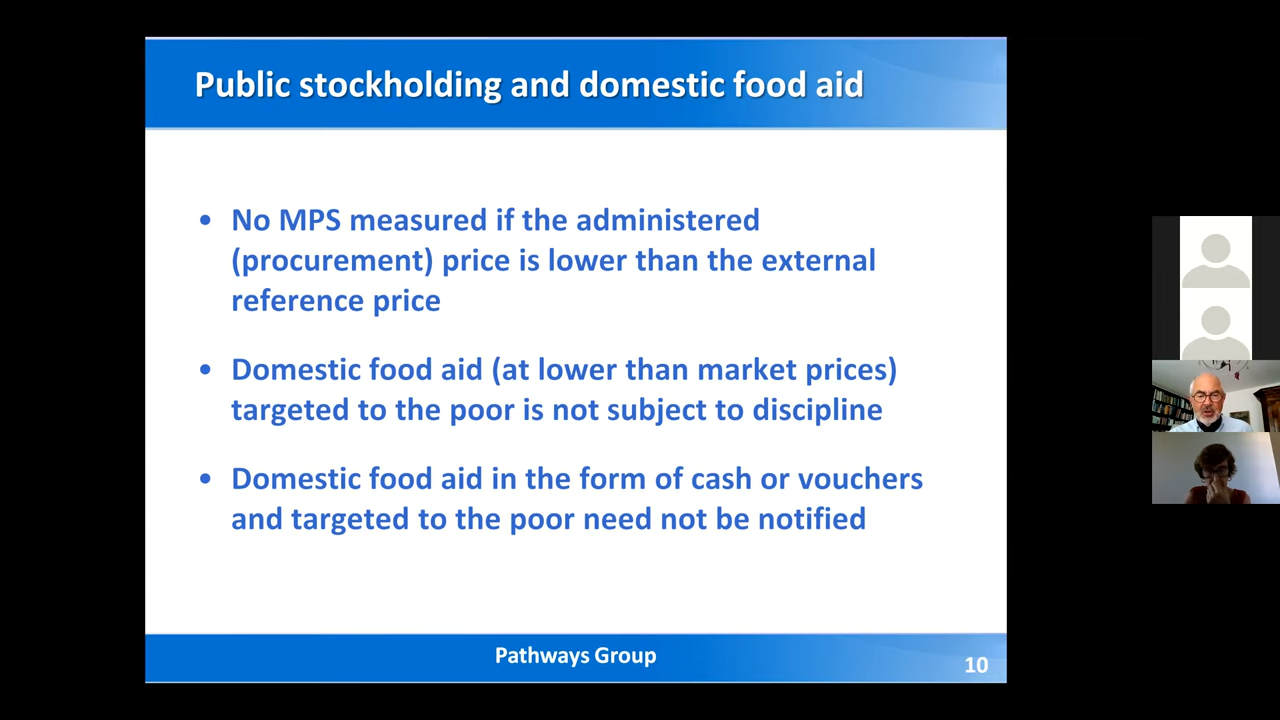 Public stockholding and domestic food aid
• No MPS measured if the administered
(procurement) price is lower than the external
reference price
• Domestic food aid (at lower than market prices)
targeted to the poor is not subject to discipline
• Domestic food aid in the form of cash or vouchers
and targeted to the poor need not be notified
Pathways Group
10